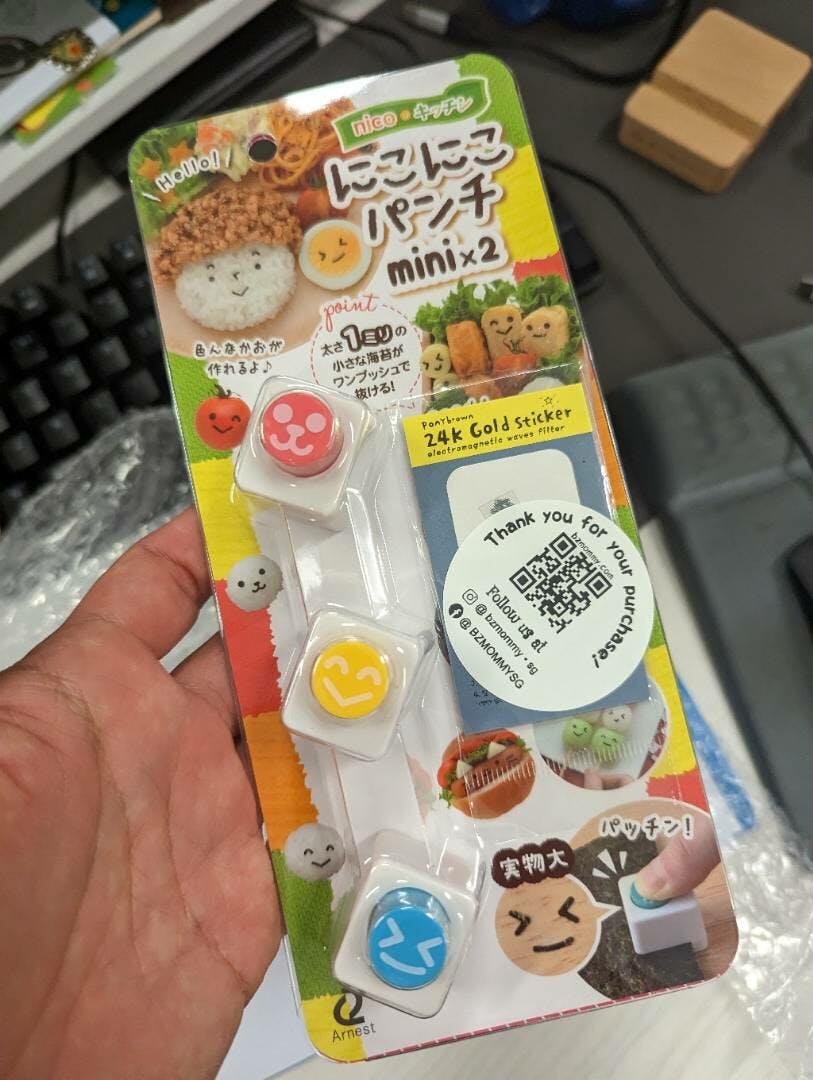 Hello!
nico・キッチン
にこにこ
パンチ
mini×2
point
太さ1ミリの
小さな海苔が
ワンプッシュで
抜ける!
色んなかおが
作れるよ♪
Ponybrown
24K Gold Sticker
electromagnetic waves filter
Thank you for your purchase!
bzmommy.com
Follow us at
@bzmommy.sg
@BZMOMMYSG
パッチン!
実物大
Arnest